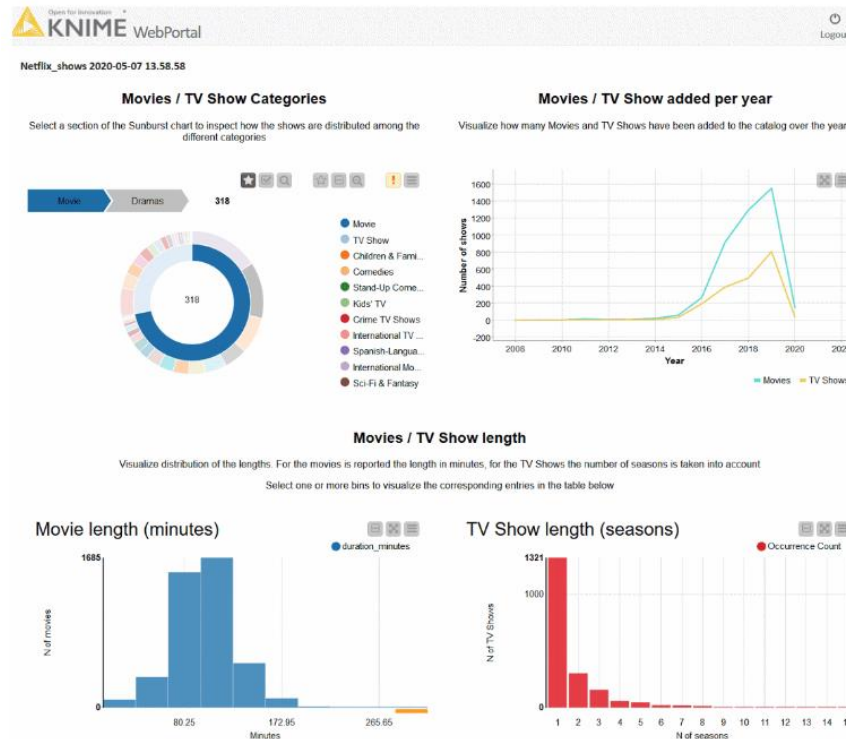 Open for Innovation
KNIME WebPortal
Logout
Netflix_shows 2020-05-07 13.58.58
Movies / TV Show Categories
Select a section of the Sunburst chart to inspect how the shows are distributed among the
different categories
Movie
Dramas
318
318
Movie
TV Show
Children & Fami...
Comedies
Stand-Up Come...
Kids' TV
Crime TV Shows
International TV ...
Spanish-Langua...
International Mo...
Sci-Fi & Fantasy
Movies / TV Show added per year
Visualize how many Movies and TV Shows have been added to the catalog over the year
1600
1400
1200
1000
800
600
400
200
0
-200
Number of shows
2008 2010 2012 2014 2016 2018 2020 202
Year
Movies TV Shows
Movies / TV Show length
Visualize distribution of the lengths. For the movies is reported the length in minutes, for the TV Shows the number of seasons is taken into account
Select one or more bins to visualize the corresponding entries in the table below
Movie length (minutes)
duration_minutes
1685
0
N of movies
80.25 172.95 265.65
Minutes
TV Show length (seasons)
Occurrence Count
1321
1000
0
N of TV Shows
1 2 3 4 5 6 7 8 9 10 11 12 13 14 1
N of seasons